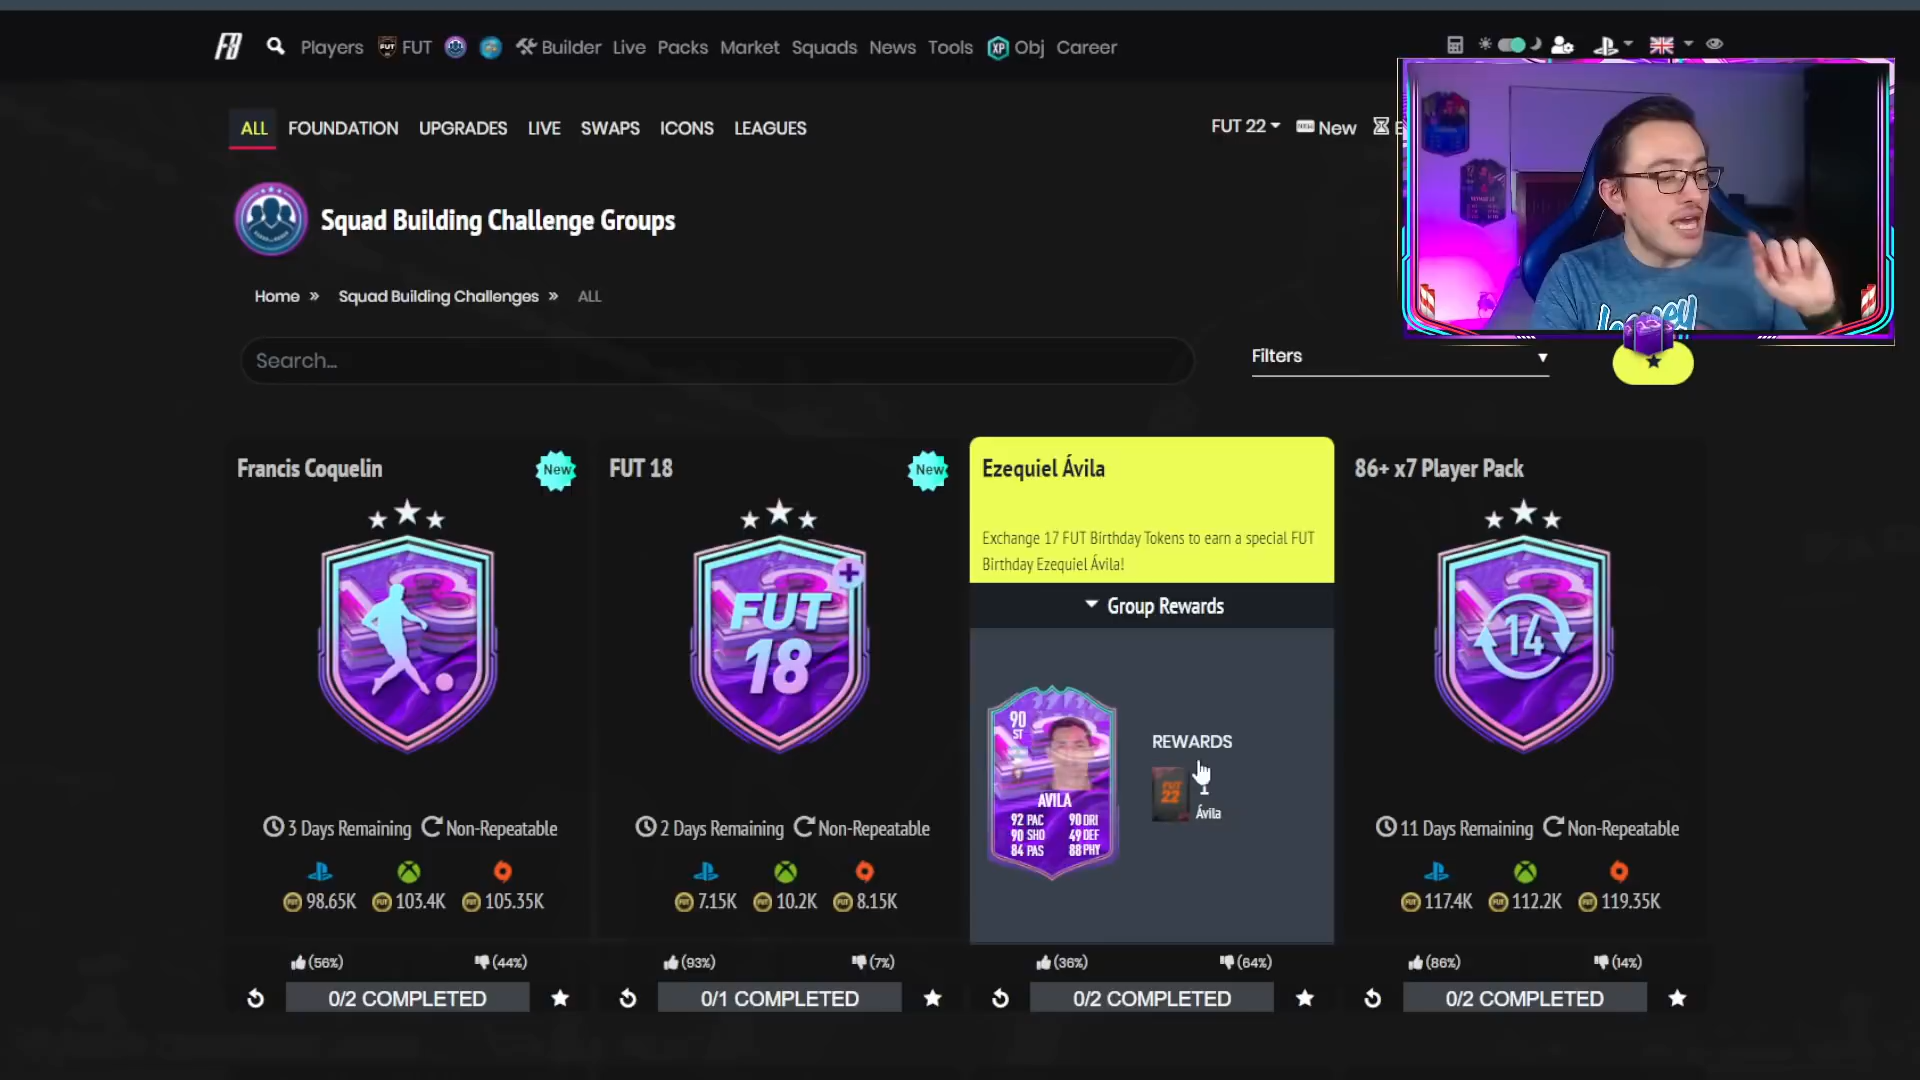 Players FUT Builder Live Packs Market Squads News Tools XP Obj Career
ALL FOUNDATION UPGRADES LIVE SWAPS ICONS LEAGUES
FUT 22 New E
Squad Building Challenge Groups
Home » Squad Building Challenges » ALL
Search...
Filters
Francis Coquelin
New
FUT 18
New
Ezequiel Ávila
86+ x7 Player Pack
Exchange 17 FUT Birthday Tokens to earn a special FUT
Birthday Ezequiel Ávila!
Group Rewards
FUT
18
14
90
ST
AVILA
92 PAC 90 DRI
90 SHO 49 DEF
84 PAS 88 PHY
REWARDS
FUT
22
Ávila
3 Days Remaining Non-Repeatable
2 Days Remaining Non-Repeatable
11 Days Remaining Non-Repeatable
98.65K 103.4K 105.35K
7.15K 10.2K 8.15K
117.4K 112.2K 119.35K
(56%) (44%)
(93%) (7%)
(36%) (64%)
(86%) (14%)
0/2 COMPLETED
0/1 COMPLETED
0/2 COMPLETED
0/2 COMPLETED